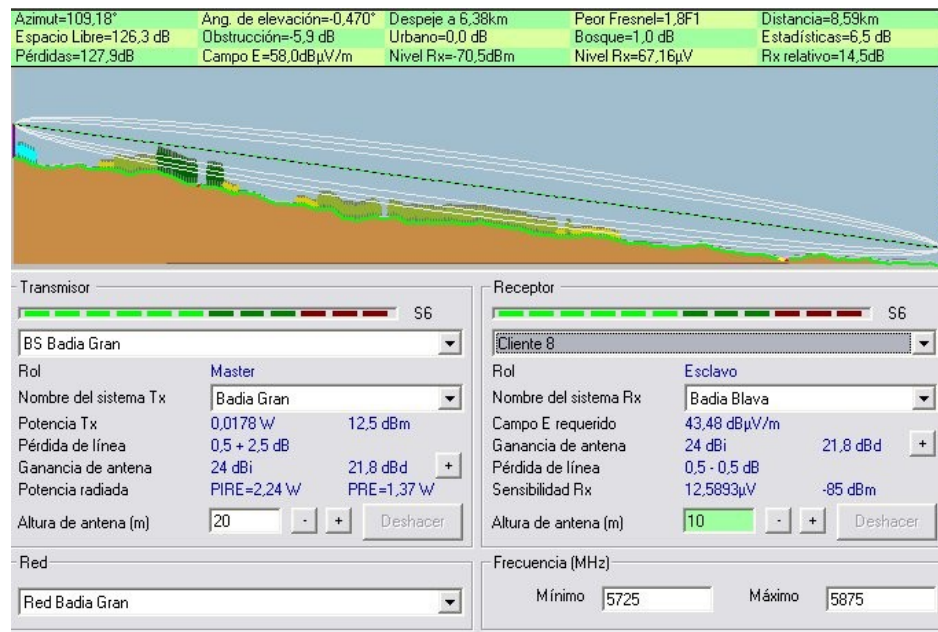 Azimut=109,18° Ang. de elevación=-0,470° Despeje a 6,38km Peor Fresnel=1,8F1 Distancia=8,59km
Espacio Libre=126,3 dB Obstrucción=-5,9 dB Urbano=0,0 dB Bosque=1,0 dB Estadísticas=6,5 dB
Pérdidas=127,9dB Campo E=58,0dBµV/m Nivel Rx=-70,5dBm Nivel Rx=67,16µV Rx relativo=14,5dB
Transmisor
S6
BS Badia Gran
Rol Master
Nombre del sistema Tx Badia Gran
Potencia Tx 0,0178 W 12,5 dBm
Pérdida de línea 0,5 + 2,5 dB
Ganancia de antena 24 dBi 21,8 dBd +
Potencia radiada PIRE=2,24 W PRE=1,37 W
Altura de antena (m) 20 - + Deshacer
Red
Red Badia Gran
Receptor
S6
Cliente 8
Rol Esclavo
Nombre del sistema Rx Badia Blava
Campo E requerido 43,48 dBµV/m
Ganancia de antena 24 dBi 21,8 dBd +
Pérdida de línea 0,5 - 0,5 dB
Sensibilidad Rx 12,5893µV -85 dBm
Altura de antena (m) 10 - + Deshacer
Frecuencia (MHz)
Mínimo 5725 Máximo 5875